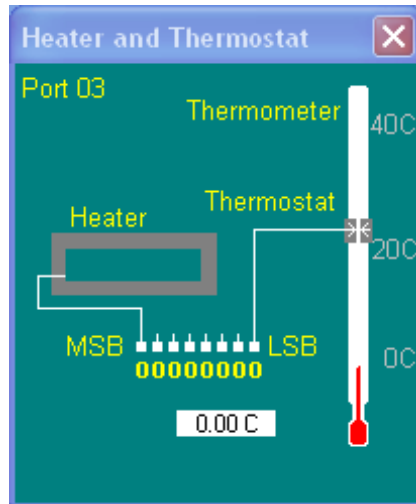 Heater and Thermostat
Port 03
Thermometer
40C
Thermostat
Heater
20C
MSB
LSB
0C
00000000
0.00 C